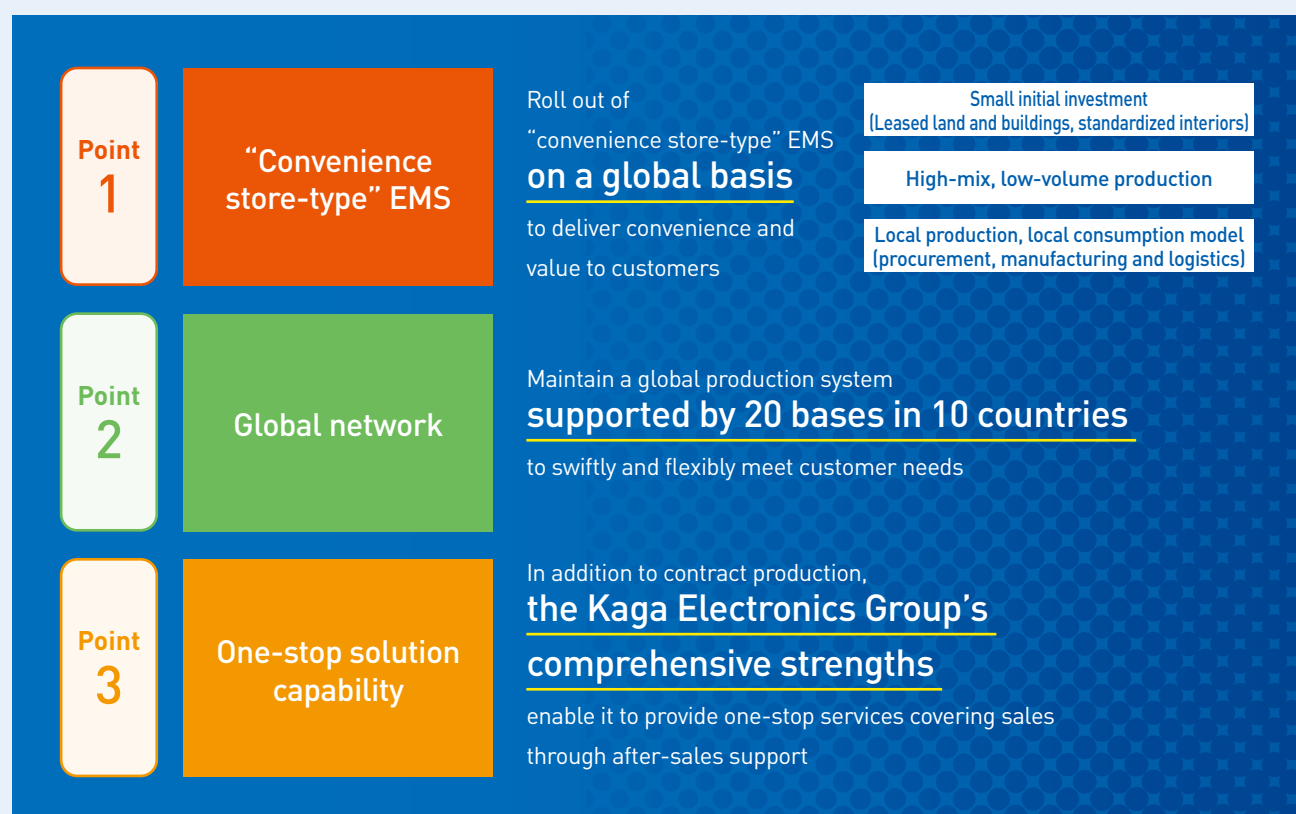 Point
1
“Convenience
store-type” EMS
Roll out of
“convenience store-type” EMS
on a global basis
to deliver convenience and
value to customers
Small initial investment
(Leased land and buildings, standardized interiors)
High-mix, low-volume production
Local production, local consumption model
(procurement, manufacturing and logistics)
Point
2
Global network
Maintain a global production system
supported by 20 bases in 10 countries
to swiftly and flexibly meet customer needs
Point
3
One-stop solution
capability
In addition to contract production,
the Kaga Electronics Group’s
comprehensive strengths
enable it to provide one-stop services covering sales
through after-sales support